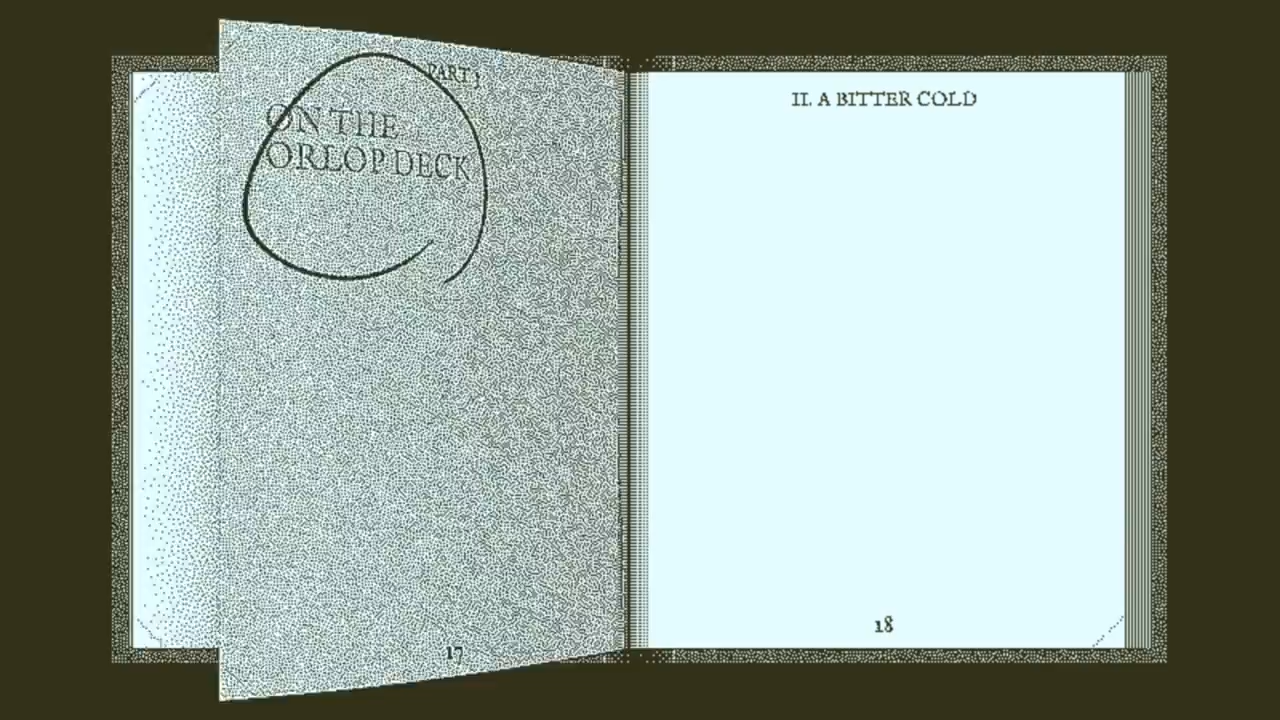 PART 1
ON THE
ORLOP DECK
17
II. A BITTER COLD
18